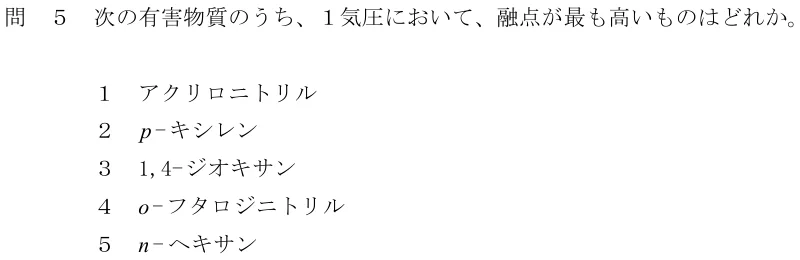 問　５　次の有害物質のうち、１気圧において、融点が最も高いものはどれか。
１　アクリロニトリル
２　p-キシレン
３　1,4-ジオキサン
４　o-フタロジニトリル
５　n-ヘキサン